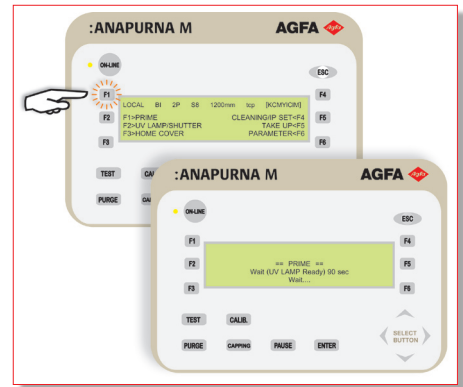 :ANAPURNA M AGFA
ON-LINE
ESC
F1 F4
LOCAL BI 2P S8 1200mm tcp [KCMYlClM]
F2 F1>PRIME CLEANING/IP SET<F4 F5
F2>UV LAMP/SHUTTER TAKE UP<F5
F3 F3>HOME COVER PARAMETER<F6 F6
TEST
PURGE
:ANAPURNA M AGFA
ON-LINE
ESC
F1 F4
F2 == PRIME == F5
Wait (UV LAMP Ready) 90 sec
F3 Wait.... F6
TEST CALIB.
SELECT
BUTTON
PURGE CAPPING PAUSE ENTER